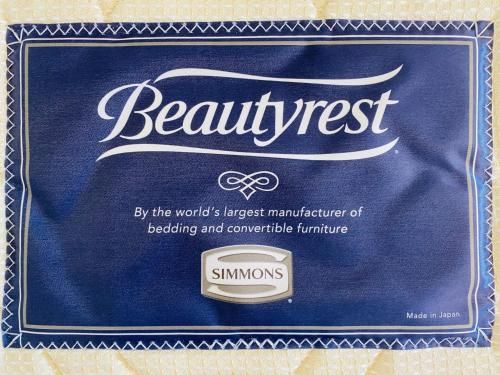 Beautyrest®
By the world's largest manufacturer of
bedding and convertible furniture
SIMMONS®
Made in Japan